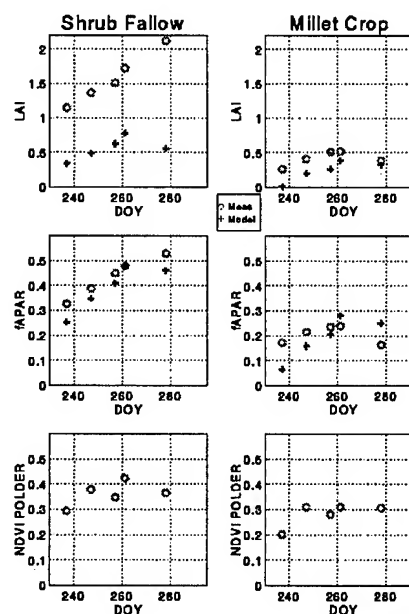 Shrub Fallow
Millet Crop
2
1.5
1
0.5
0
LAI
240 260 280
DOY
2
1.5
1
0.5
0
LAI
240 260 280
DOY
Meas
Model
0.5
0.4
0.3
0.2
0.1
0
fAPAR
240 260 280
DOY
0.5
0.4
0.3
0.2
0.1
0
fAPAR
240 260 280
DOY
0.5
0.4
0.3
0.2
0.1
0
NDVI POLDER
240 260 280
DOY
0.5
0.4
0.3
0.2
0.1
0
NDVI POLDER
240 260 280
DOY